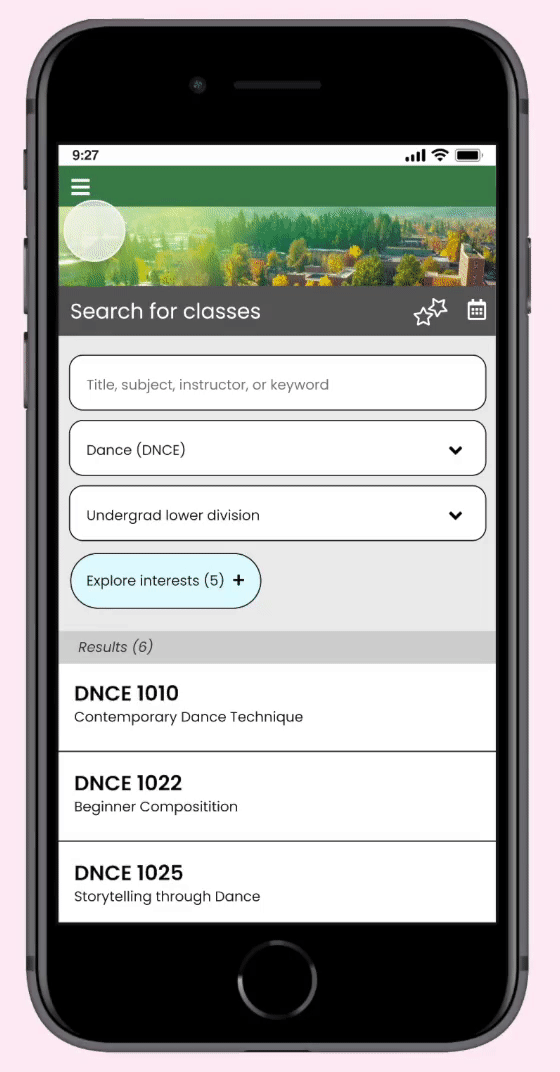 9:27
Search for classes
Title, subject, instructor, or keyword
Dance (DNCE)
Undergrad lower division
Explore interests (5) +
Results (6)
DNCE 1010
Contemporary Dance Technique
DNCE 1022
Beginner Compositition
DNCE 1025
Storytelling through Dance